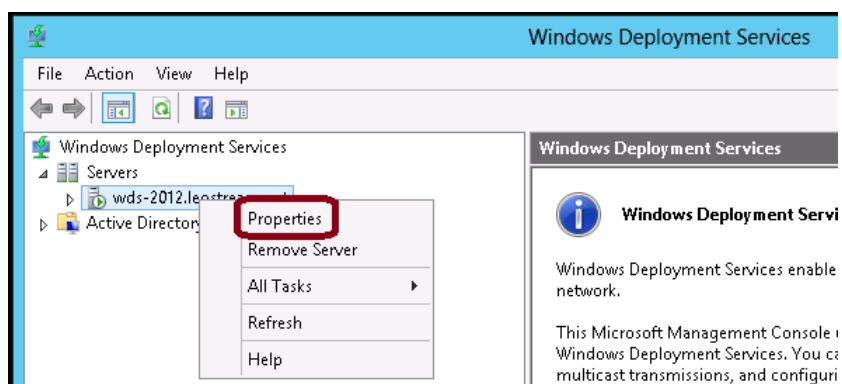 Windows Deployment Services
File Action View Help
Windows Deployment Services
Servers
wds-2012.leostream.net
Active Directory
Properties
Remove Server
All Tasks
Refresh
Help
Windows Deployment Services
Windows Deployment Servi
Windows Deployment Services enable
network.
This Microsoft Management Console
Windows Deployment Services. You ca
multicast transmissions, and configuri